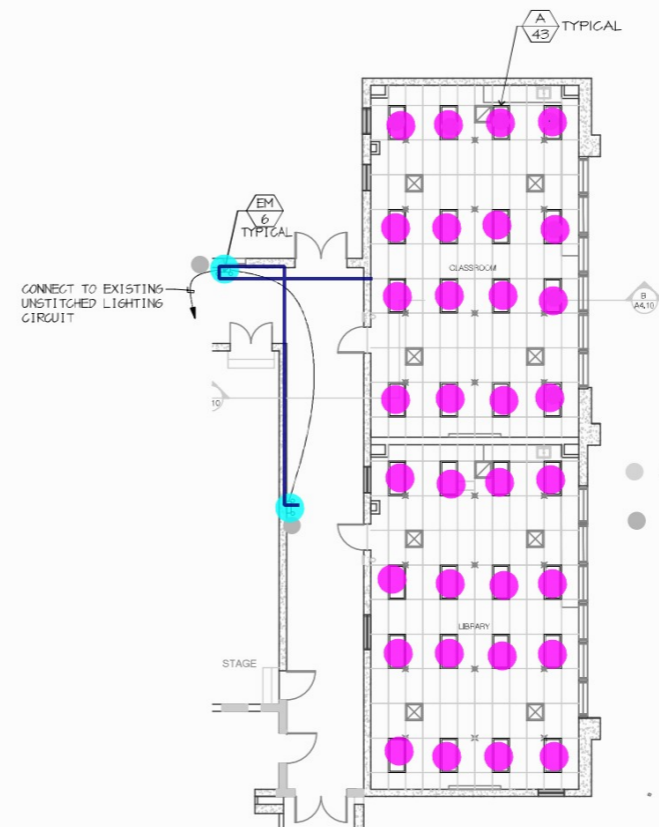 A
43
TYPICAL
EM
6
TYPICAL
CLASSROOM
CONNECT TO EXISTING
UNSTITCHED LIGHTING
CIRCUIT
B
A4.10
10
LIBRARY
STAGE